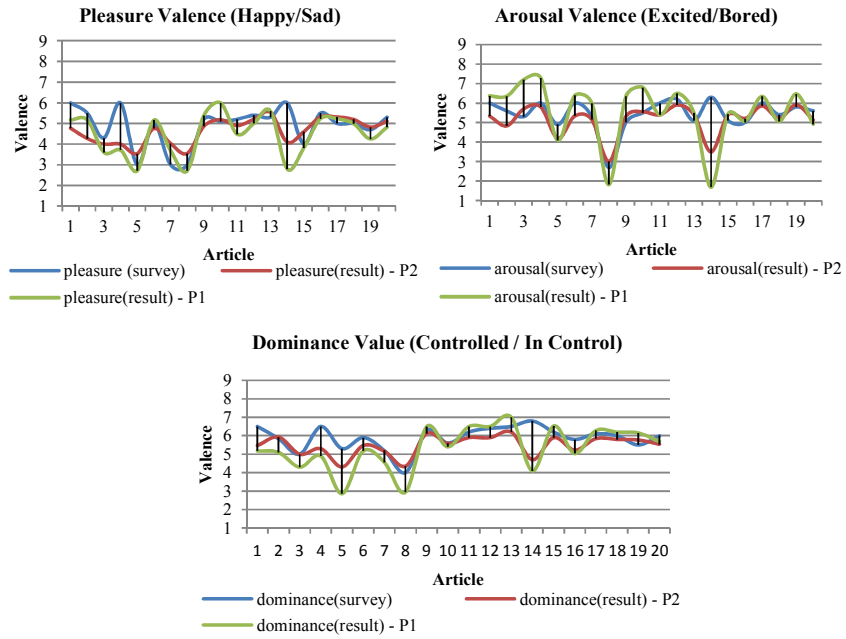 Pleasure Valence (Happy/Sad)
9
8
7
6
5
4
3
2
1
Valence
1 3 5 7 9 11 13 15 17 19
Article
pleasure (survey) pleasure(result) - P2
pleasure(result) - P1
Arousal Valence (Excited/Bored)
9
8
7
6
5
4
3
2
1
Valence
1 3 5 7 9 11 13 15 17 19
Article
arousal(survey) arousal(result) - P2
arousal(result) - P1
Dominance Value (Controlled / In Control)
9
8
7
6
5
4
3
2
1
Valence
1 2 3 4 5 6 7 8 9 10 11 12 13 14 15 16 17 18 19 20
Article
dominance(survey) dominance(result) - P2
dominance(result) - P1